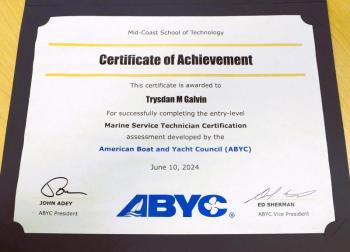 Mid-Coast School of Technology
Certificate of Achievement
This certificate is awarded to
Trysdan M Galvin
For successfully completing the entry-level
Marine Service Technician Certification
assessment developed by the
American Boat and Yacht Council (ABYC)
June 10, 2024
JOHN ADEY
ABYC President
ABYC®
ED SHERMAN
ABYC Vice President